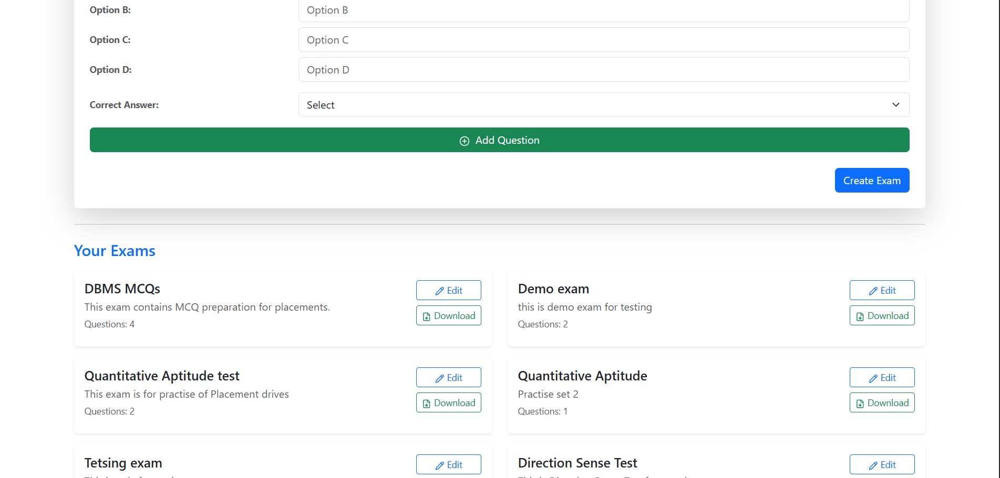 Option B:
Option B
Option C:
Option C
Option D:
Option D
Correct Answer:
Select
Add Question
Create Exam
Your Exams
DBMS MCQs
This exam contains MCQ preparation for placements.
Questions: 4
Edit
Download
Demo exam
this is demo exam for testing
Questions: 2
Edit
Download
Quantitative Aptitude test
This exam is for practise of Placement drives
Questions: 2
Edit
Download
Quantitative Aptitude
Practise set 2
Questions: 1
Edit
Download
Tetsing exam
Edit
Direction Sense Test
Edit